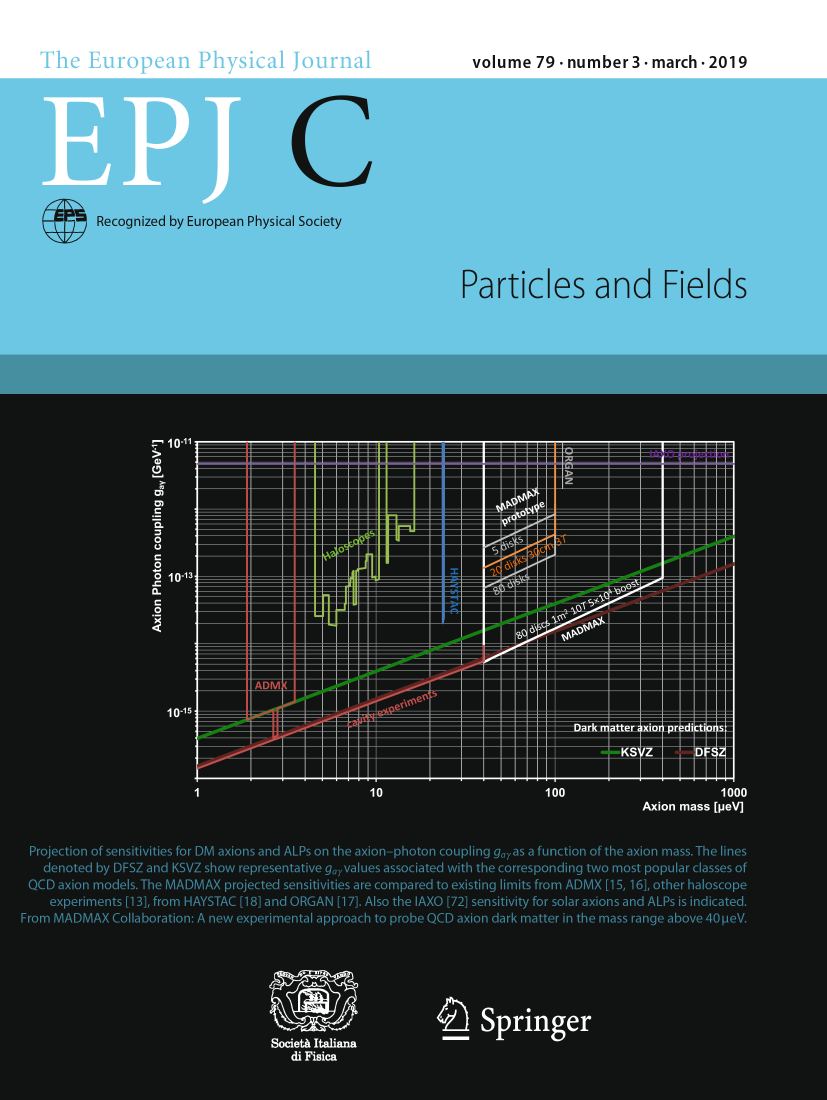 The European Physical Journal
volume 79 · number 3 · march · 2019
EPJ C
EPS
Recognized by European Physical Society
Particles and Fields
Axion Photon coupling gaγ [GeV⁻¹]
10⁻¹¹
10⁻¹³
10⁻¹⁵
IAXO projection
ORGAN
MADMAX
prototype
5 disks
20 disks 30cm 3T
80 disks
Haloscopes
HAYSTAC
80 discs 1m² 10T 5×10⁴ boost
MADMAX
ADMX
cavity experiments
Dark matter axion predictions:
KSVZ DFSZ
1 10 100 1000
Axion mass [µeV]
Projection of sensitivities for DM axions and ALPs on the axion–photon coupling gaγ as a function of the axion mass. The lines
denoted by DFSZ and KSVZ show representative gaγ values associated with the corresponding two most popular classes of
QCD axion models. The MADMAX projected sensitivities are compared to existing limits from ADMX [15, 16], other haloscope
experiments [13], from HAYSTAC [18] and ORGAN [17]. Also the IAXO [72] sensitivity for solar axions and ALPs is indicated.
From MADMAX Collaboration: A new experimental approach to probe QCD axion dark matter in the mass range above 40 µeV.
Società Italiana
di Fisica
Springer